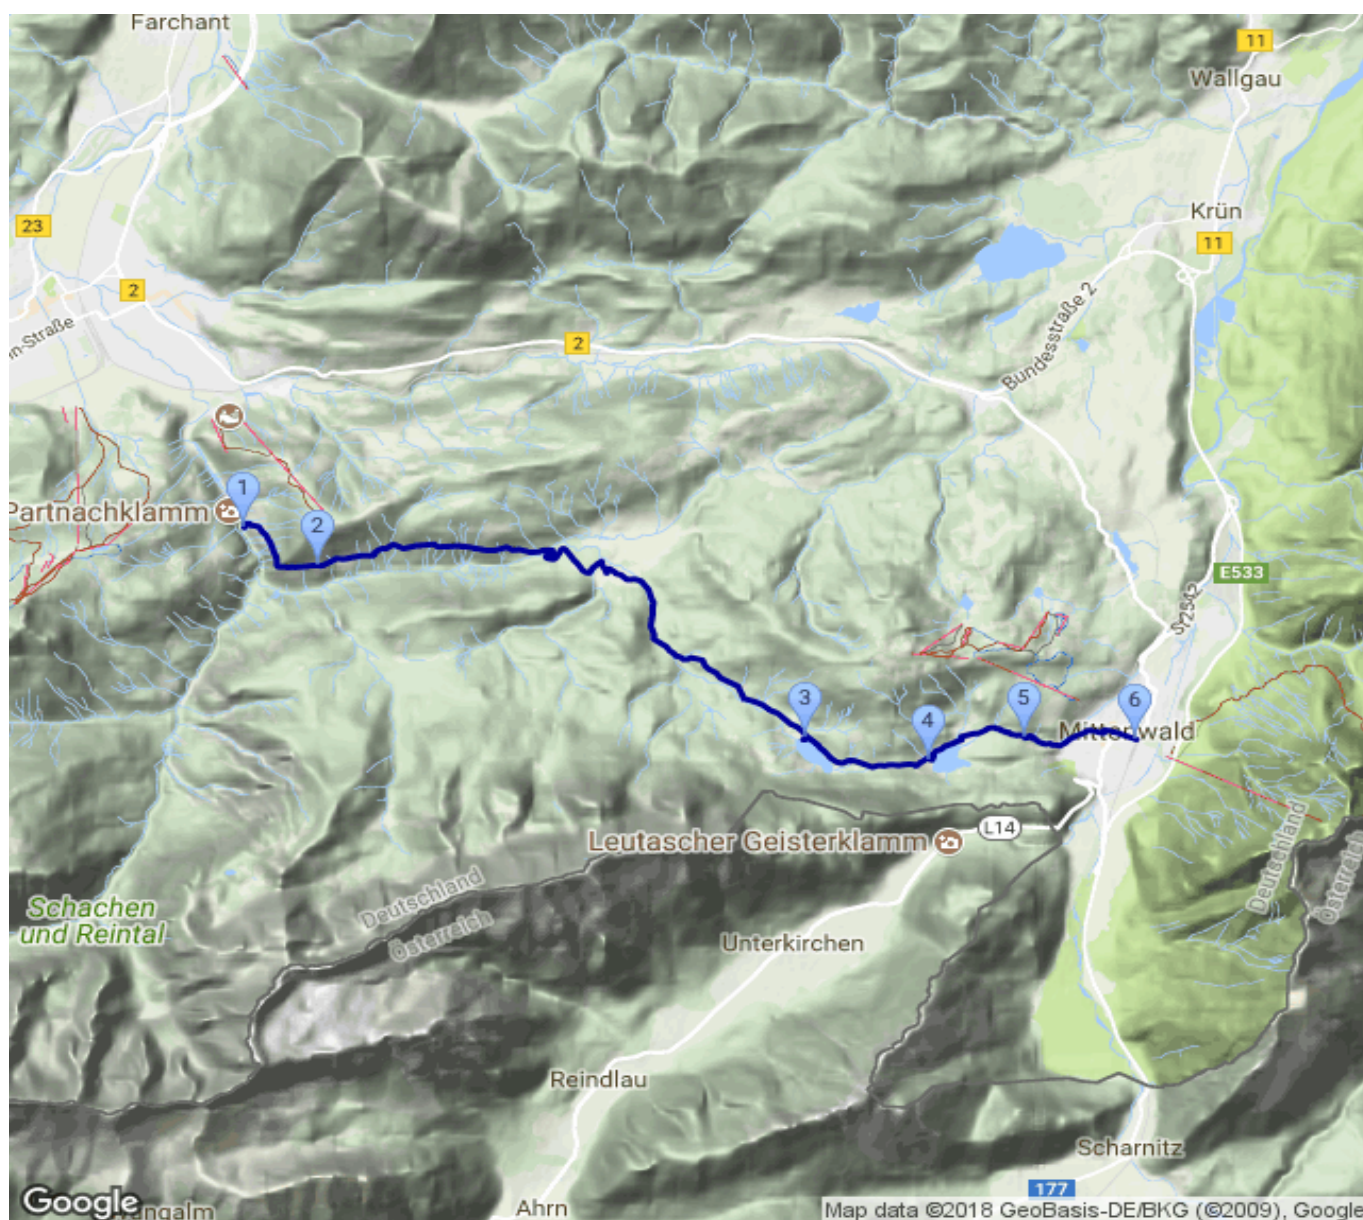 Farchant
11
Wallgau
Krün
11
23
2
n-Straße
2
Bundesstraße 2
1
Partnachklamm
2
E533
St2542
3
4
5
6
Mittenwald
L14
Leutascher Geisterklamm
Deutschland
Österreich
Deutschland
Österreich
Schachen
und Reintal
Unterkirchen
Reindlau
Scharnitz
177
Ahrn
Google
Map data ©2018 GeoBasis-DE/BKG (©2009), Google